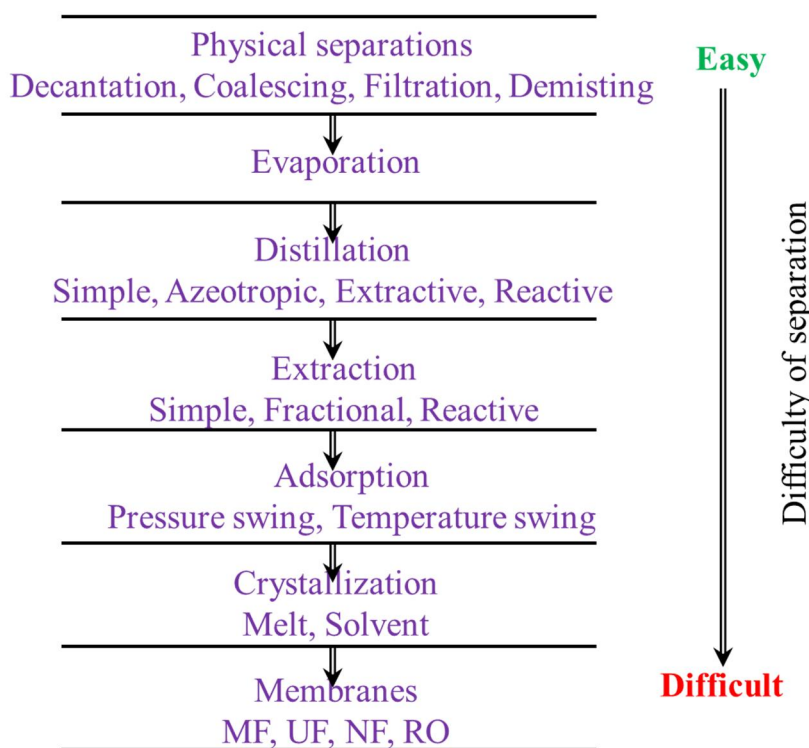 Physical separations
Decantation, Coalescing, Filtration, Demisting
Evaporation
Distillation
Simple, Azeotropic, Extractive, Reactive
Extraction
Simple, Fractional, Reactive
Adsorption
Pressure swing, Temperature swing
Crystallization
Melt, Solvent
Membranes
MF, UF, NF, RO
Easy
Difficult
Difficulty of separation